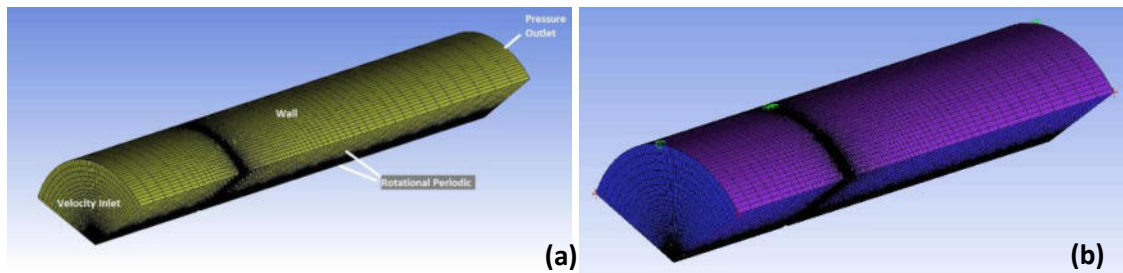 Pressure
Outlet
Wall
Rotational Periodic
Velocity Inlet
(a)
(b)